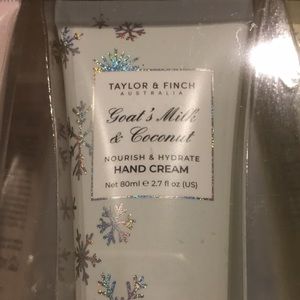 TAYLOR & FINCH
AUSTRALIA
Goat's Milk
& Coconut
NOURISH & HYDRATE
HAND CREAM
Net 80ml ℮ 2.7 fl oz (US)